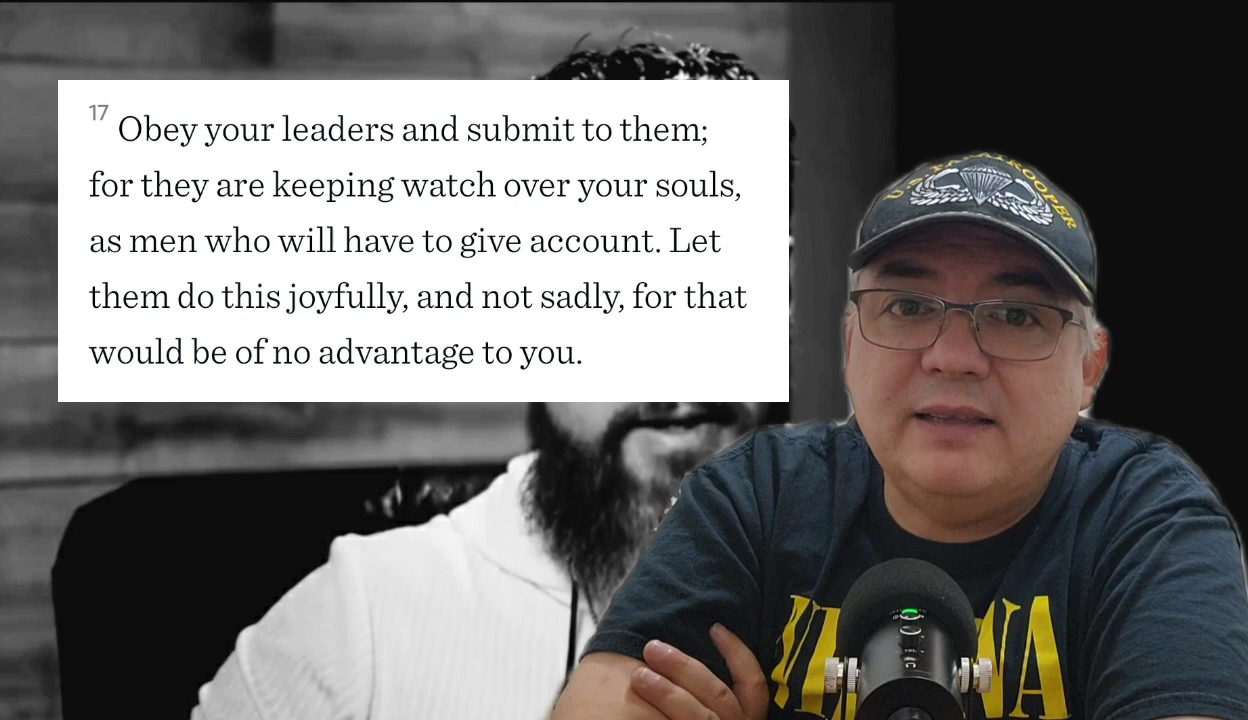 17 Obey your leaders and submit to them;
for they are keeping watch over your souls,
as men who will have to give account. Let
them do this joyfully, and not sadly, for that
would be of no advantage to you.
U.S. PARATROOPER